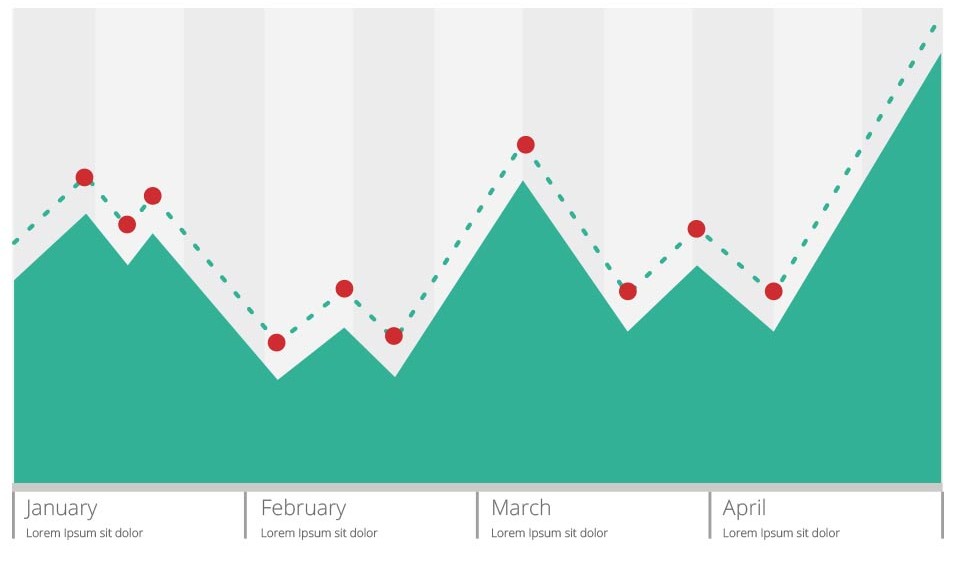 January
Lorem Ipsum sit dolor
February
Lorem Ipsum sit dolor
March
Lorem Ipsum sit dolor
April
Lorem Ipsum sit dolor